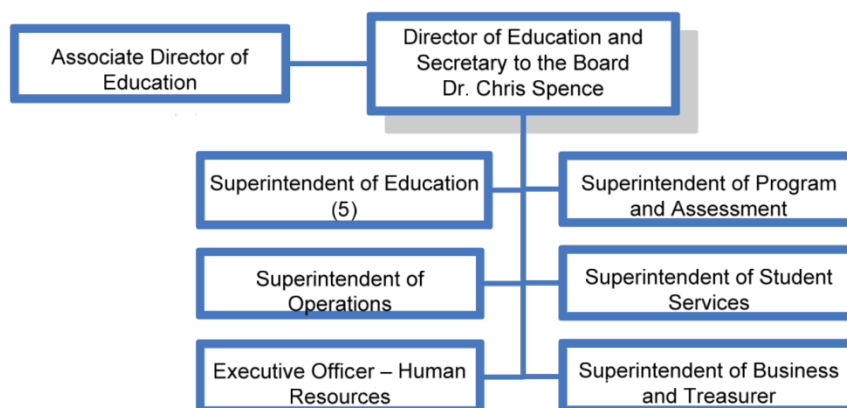 Associate Director of
Education
Director of Education and
Secretary to the Board
Dr. Chris Spence
Superintendent of Education
(5)
Superintendent of Program
and Assessment
Superintendent of
Operations
Superintendent of Student
Services
Executive Officer – Human
Resources
Superintendent of Business
and Treasurer